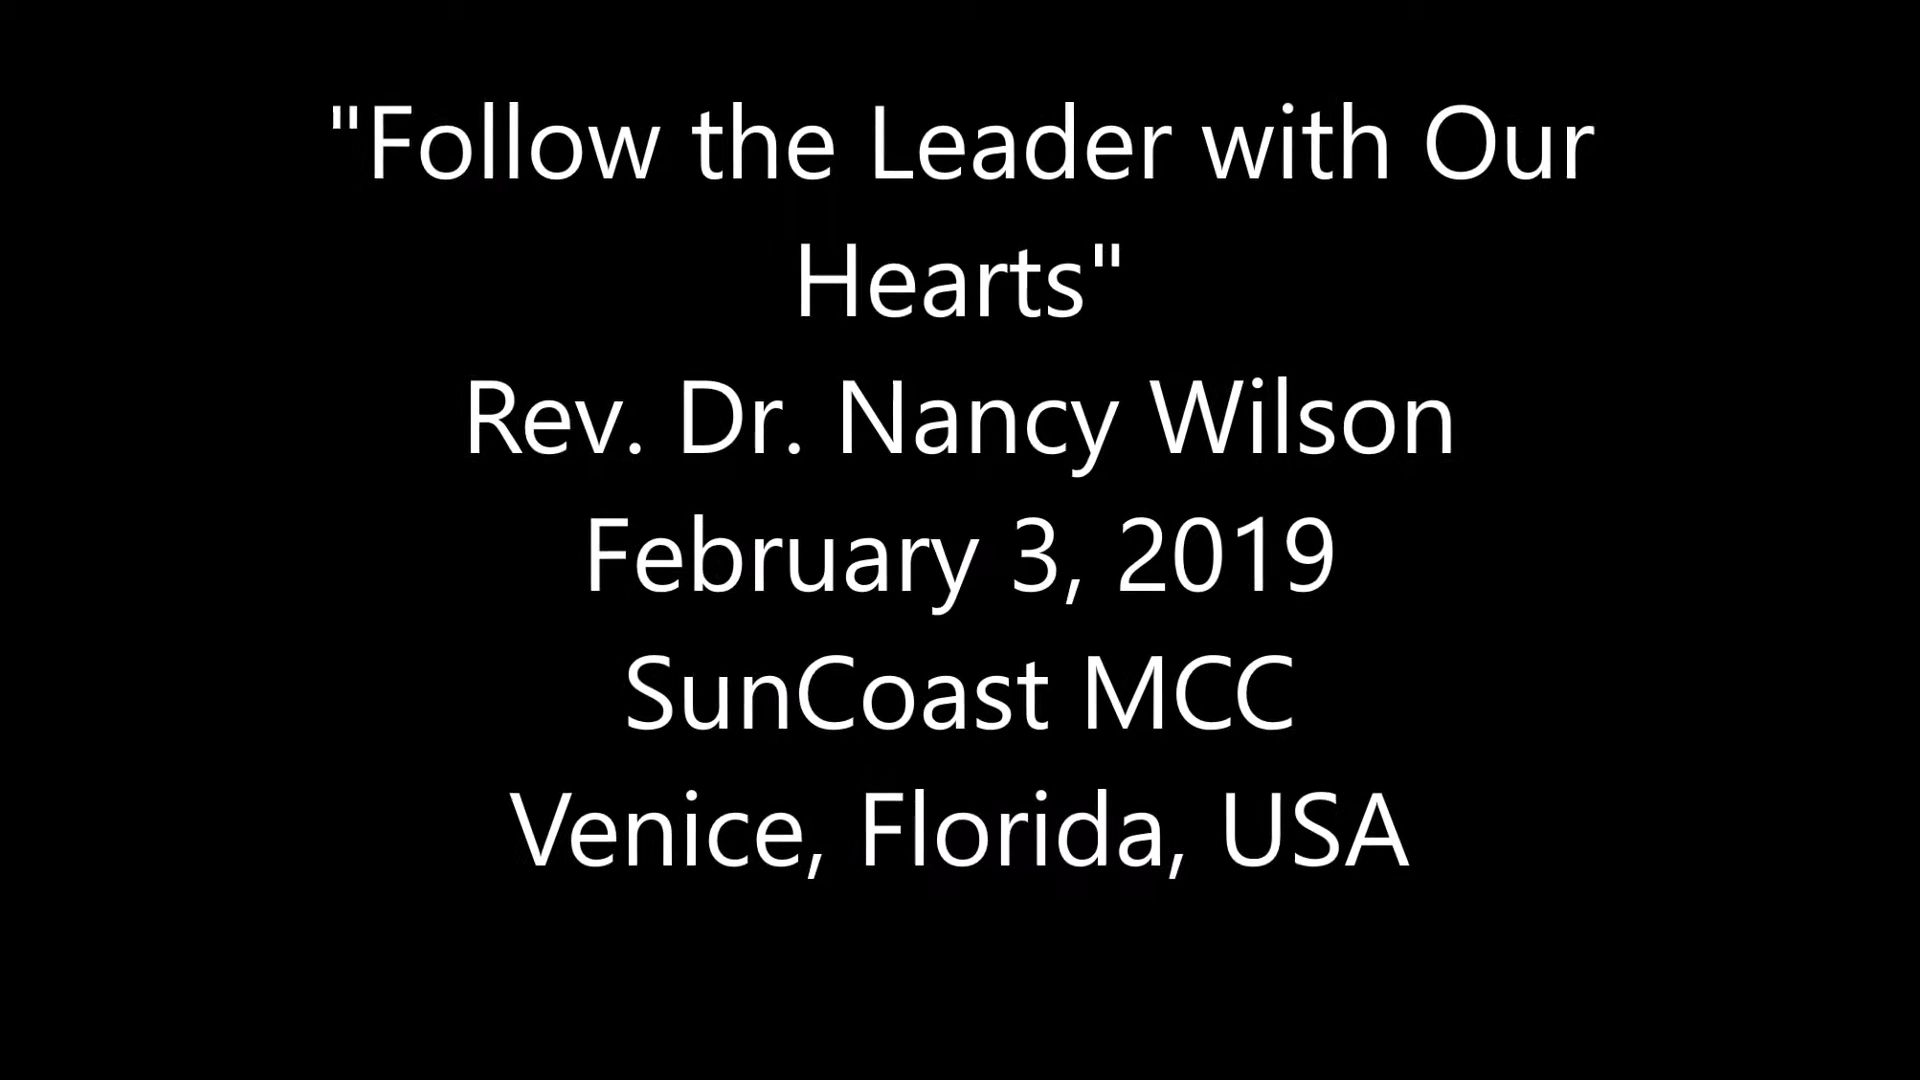 "Follow the Leader with Our
Hearts"
Rev. Dr. Nancy Wilson
February 3, 2019
SunCoast MCC
Venice, Florida, USA